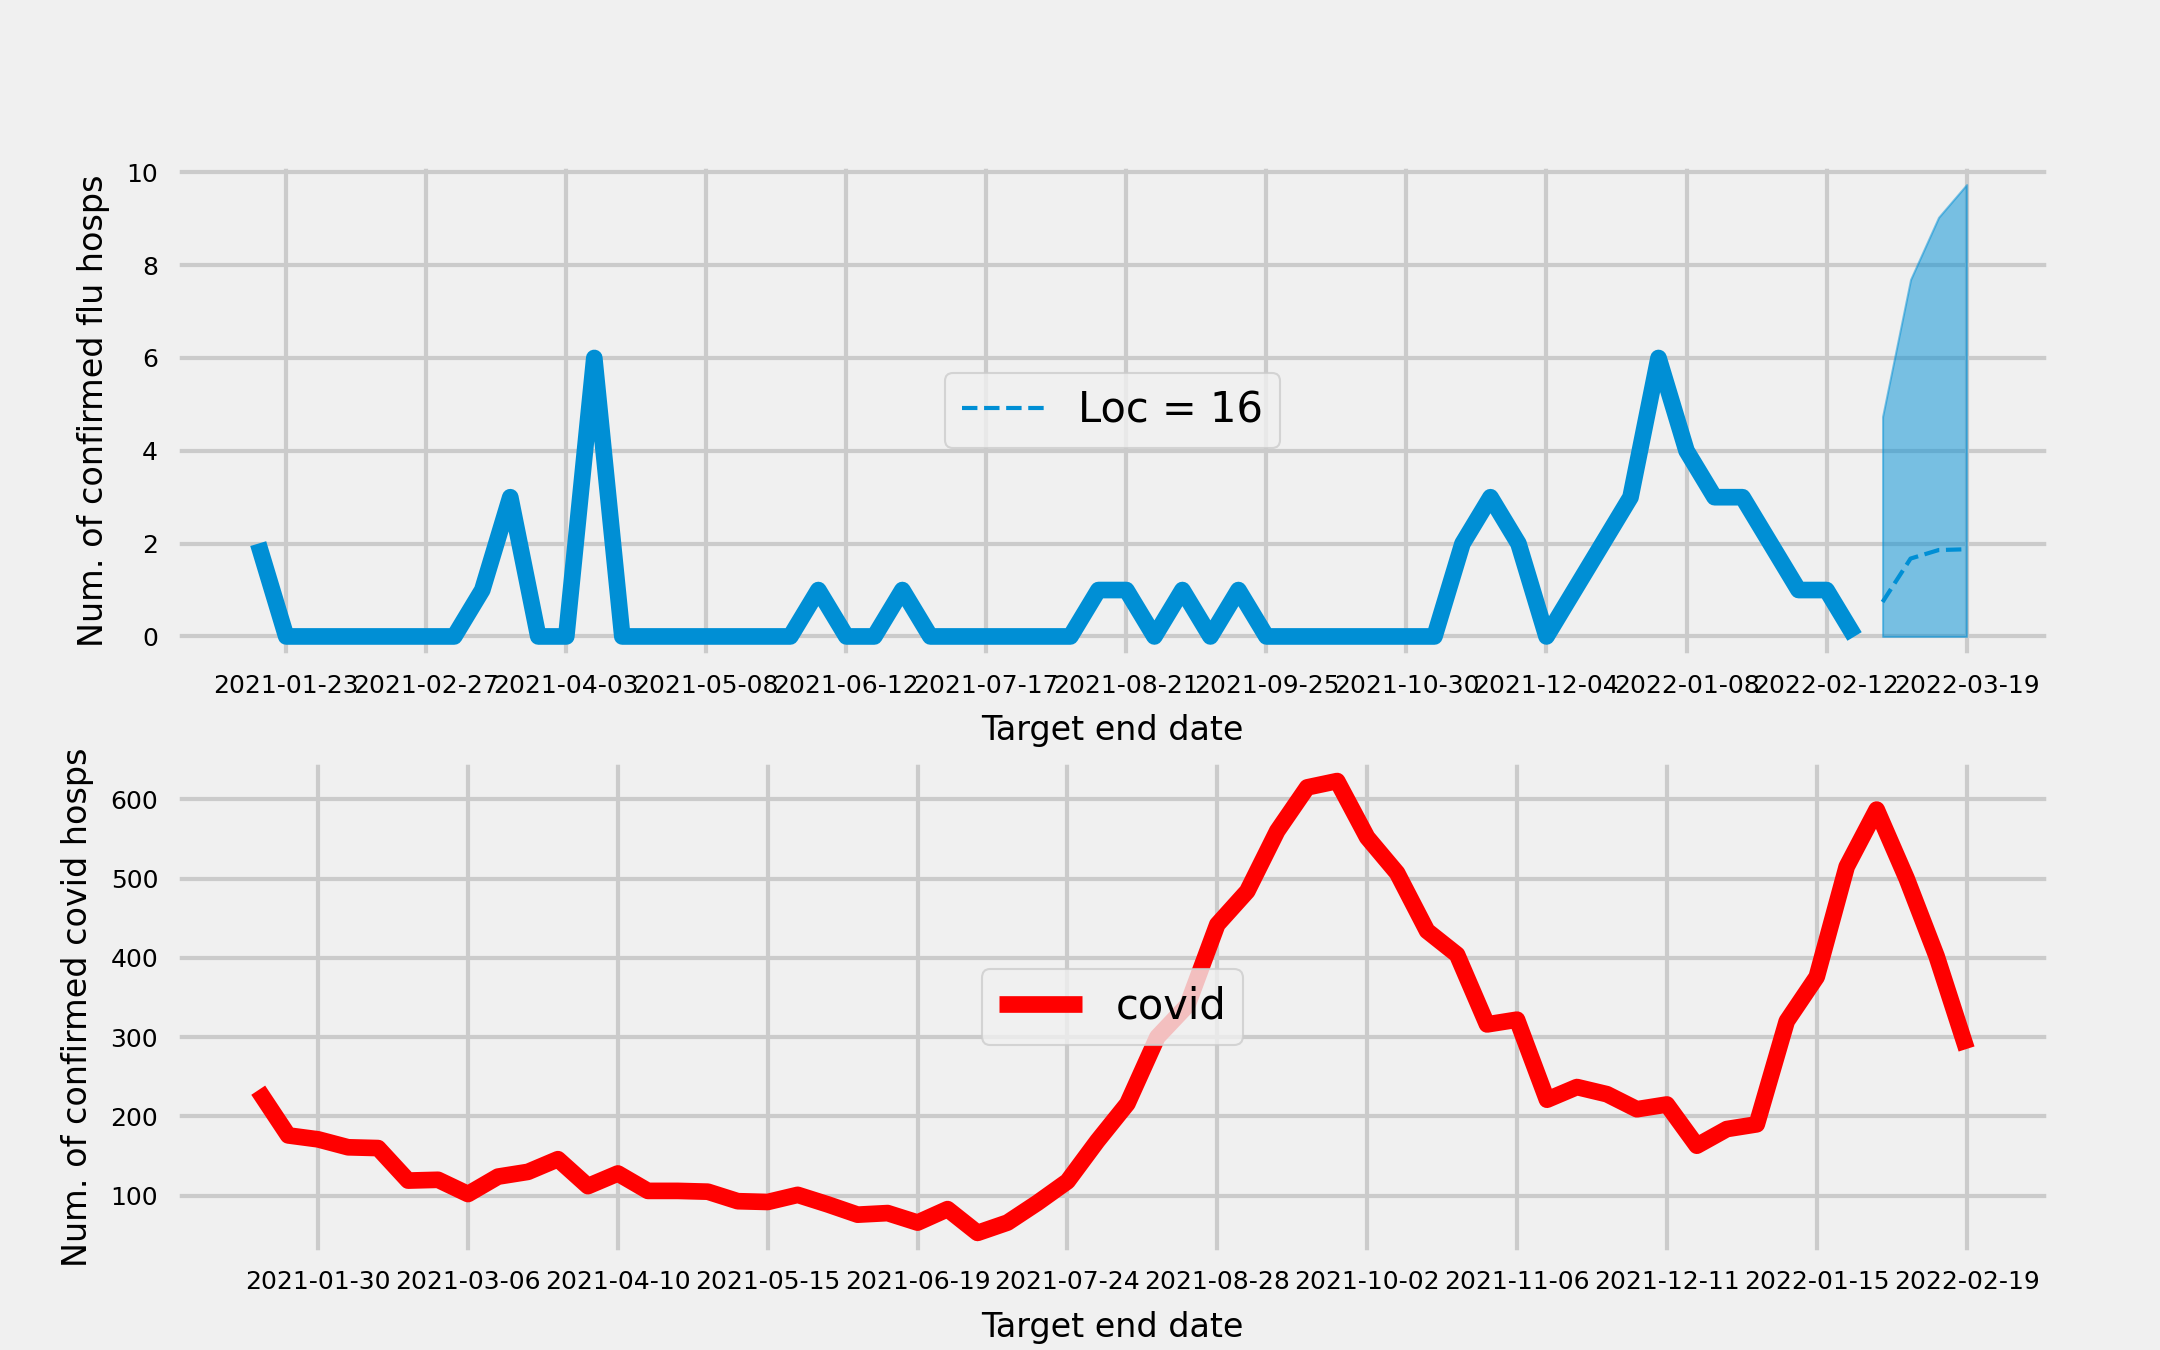 Num. of confirmed flu hosps
10
8
6
4
2
0
Loc = 16
2021-01-23 2021-02-27 2021-04-03 2021-05-08 2021-06-12 2021-07-17 2021-08-21 2021-09-25 2021-10-30 2021-12-04 2022-01-08 2022-02-12 2022-03-19
Target end date
Num. of confirmed covid hosps
600
500
400
300
200
100
covid
2021-01-30 2021-03-06 2021-04-10 2021-05-15 2021-06-19 2021-07-24 2021-08-28 2021-10-02 2021-11-06 2021-12-11 2022-01-15 2022-02-19
Target end date